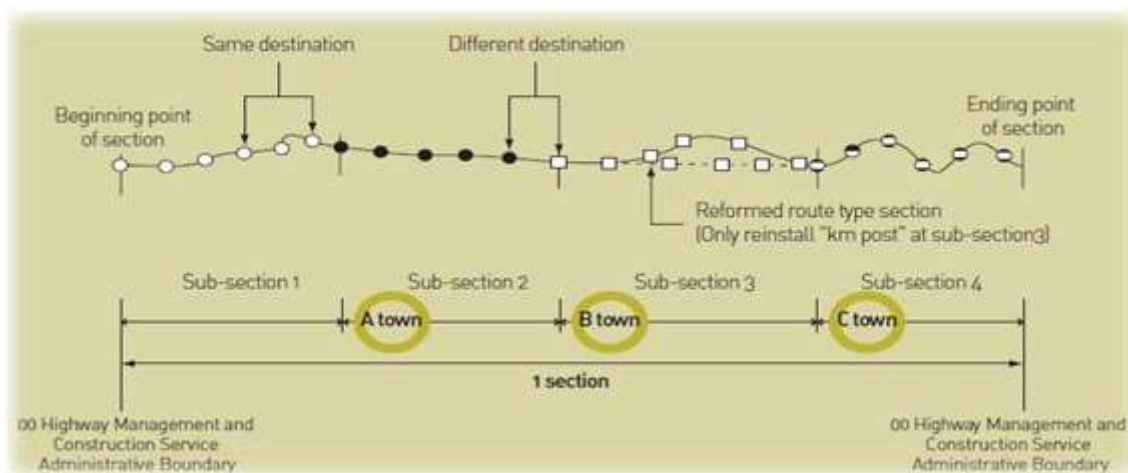 Same destination
Different destination
Beginning point
of section
Ending point
of section
Reformed route type section
(Only reinstall "km post" at sub-section3)
Sub-section 1
Sub-section 2
Sub-section 3
Sub-section 4
A town
B town
C town
1 section
00 Highway Management and
Construction Service
Administrative Boundary
00 Highway Management and
Construction Service
Administrative Boundary